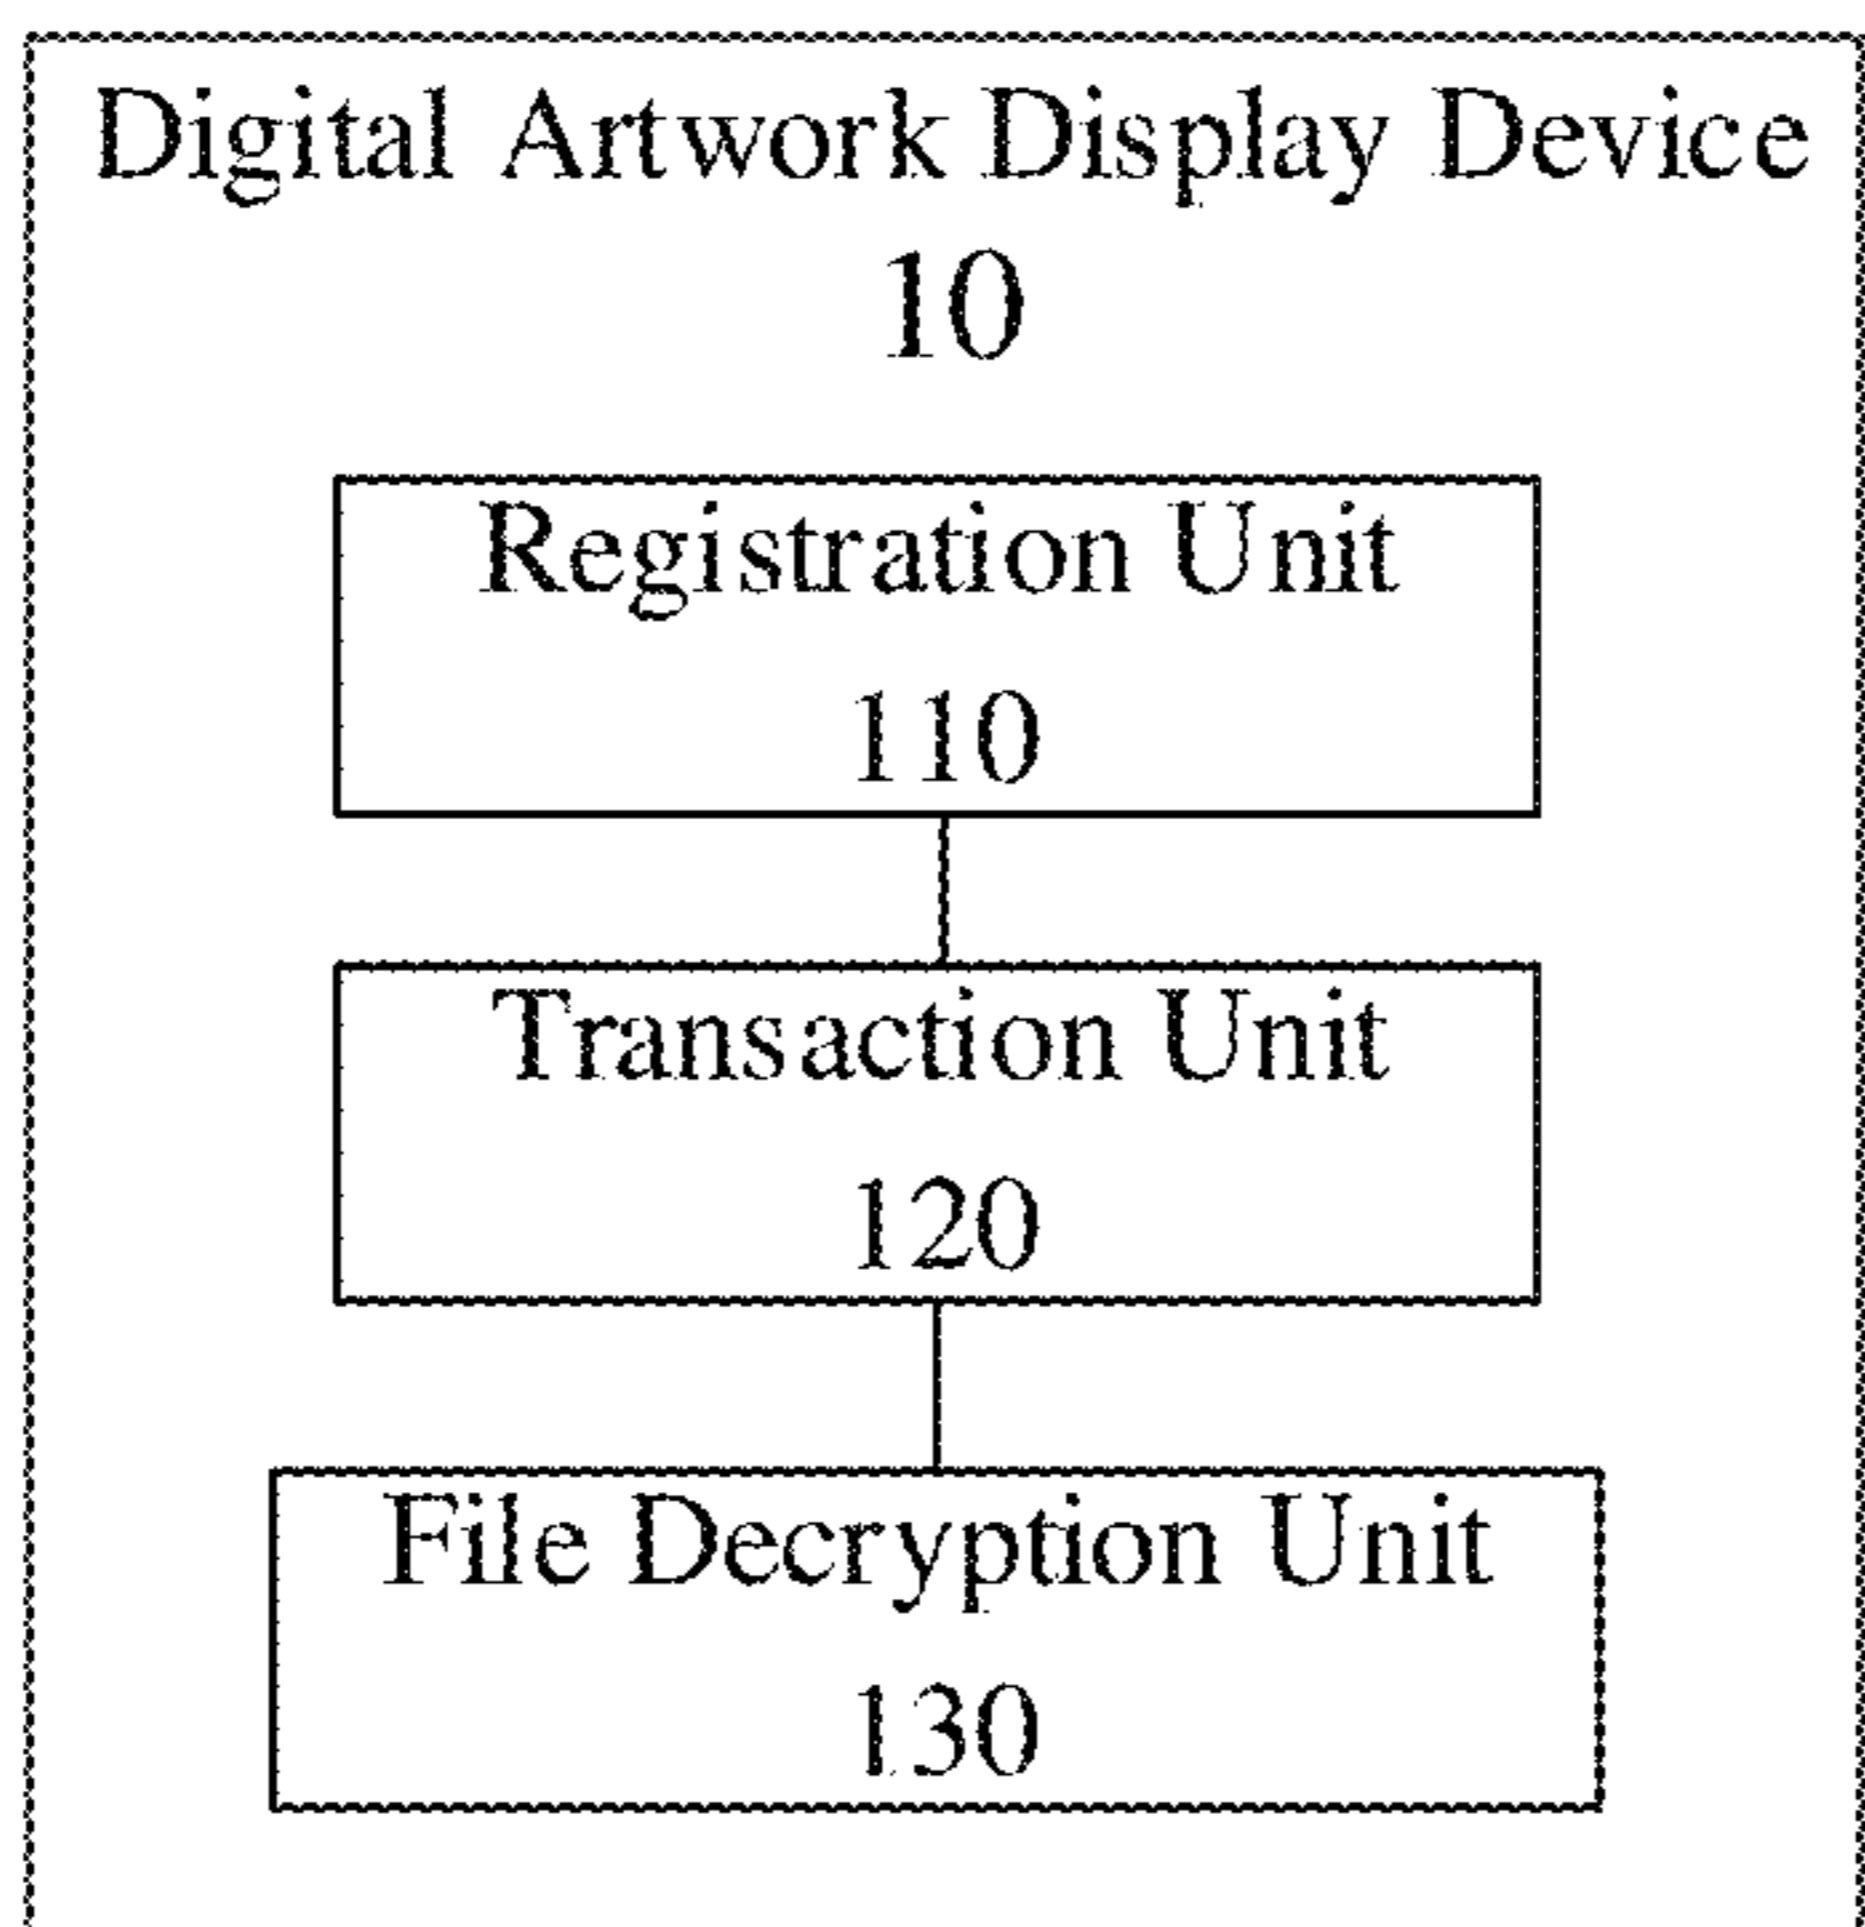 Digital Artwork Display Device
10
Registration Unit
110
Transaction Unit
120
File Decryption Unit
130